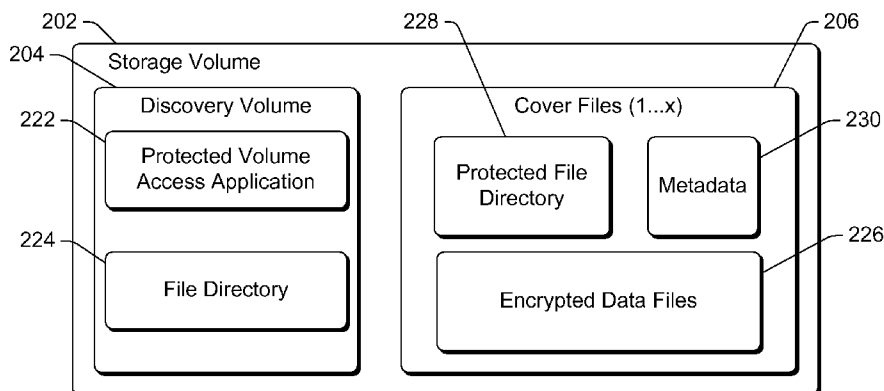 202
228
206
204
Storage Volume
Discovery Volume
Cover Files (1...x)
222
230
Protected Volume
Access Application
Protected File
Directory
Metadata
224
226
File Directory
Encrypted Data Files